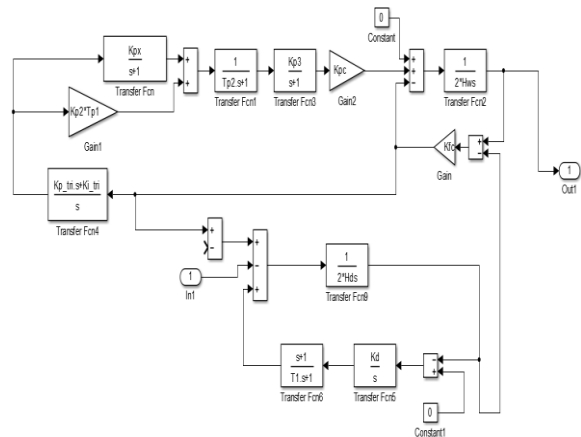 0
Constant
Kpx
s+1
Transfer Fcn
1
Tp2.s+1
Transfer Fcn1
Kp3
s+1
Transfer Fcn3
Kpc
Gain2
1
2*Hws
Transfer Fcn2
Kp2*Tp1
Gain1
Kfc
Gain
1
Out1
Kp_tri.s+Ki_tri
s
Transfer Fcn4
1
In1
1
2*Hds
Transfer Fcn9
s+1
T1.s+1
Transfer Fcn6
Kd
s
Transfer Fcn5
0
Constant1